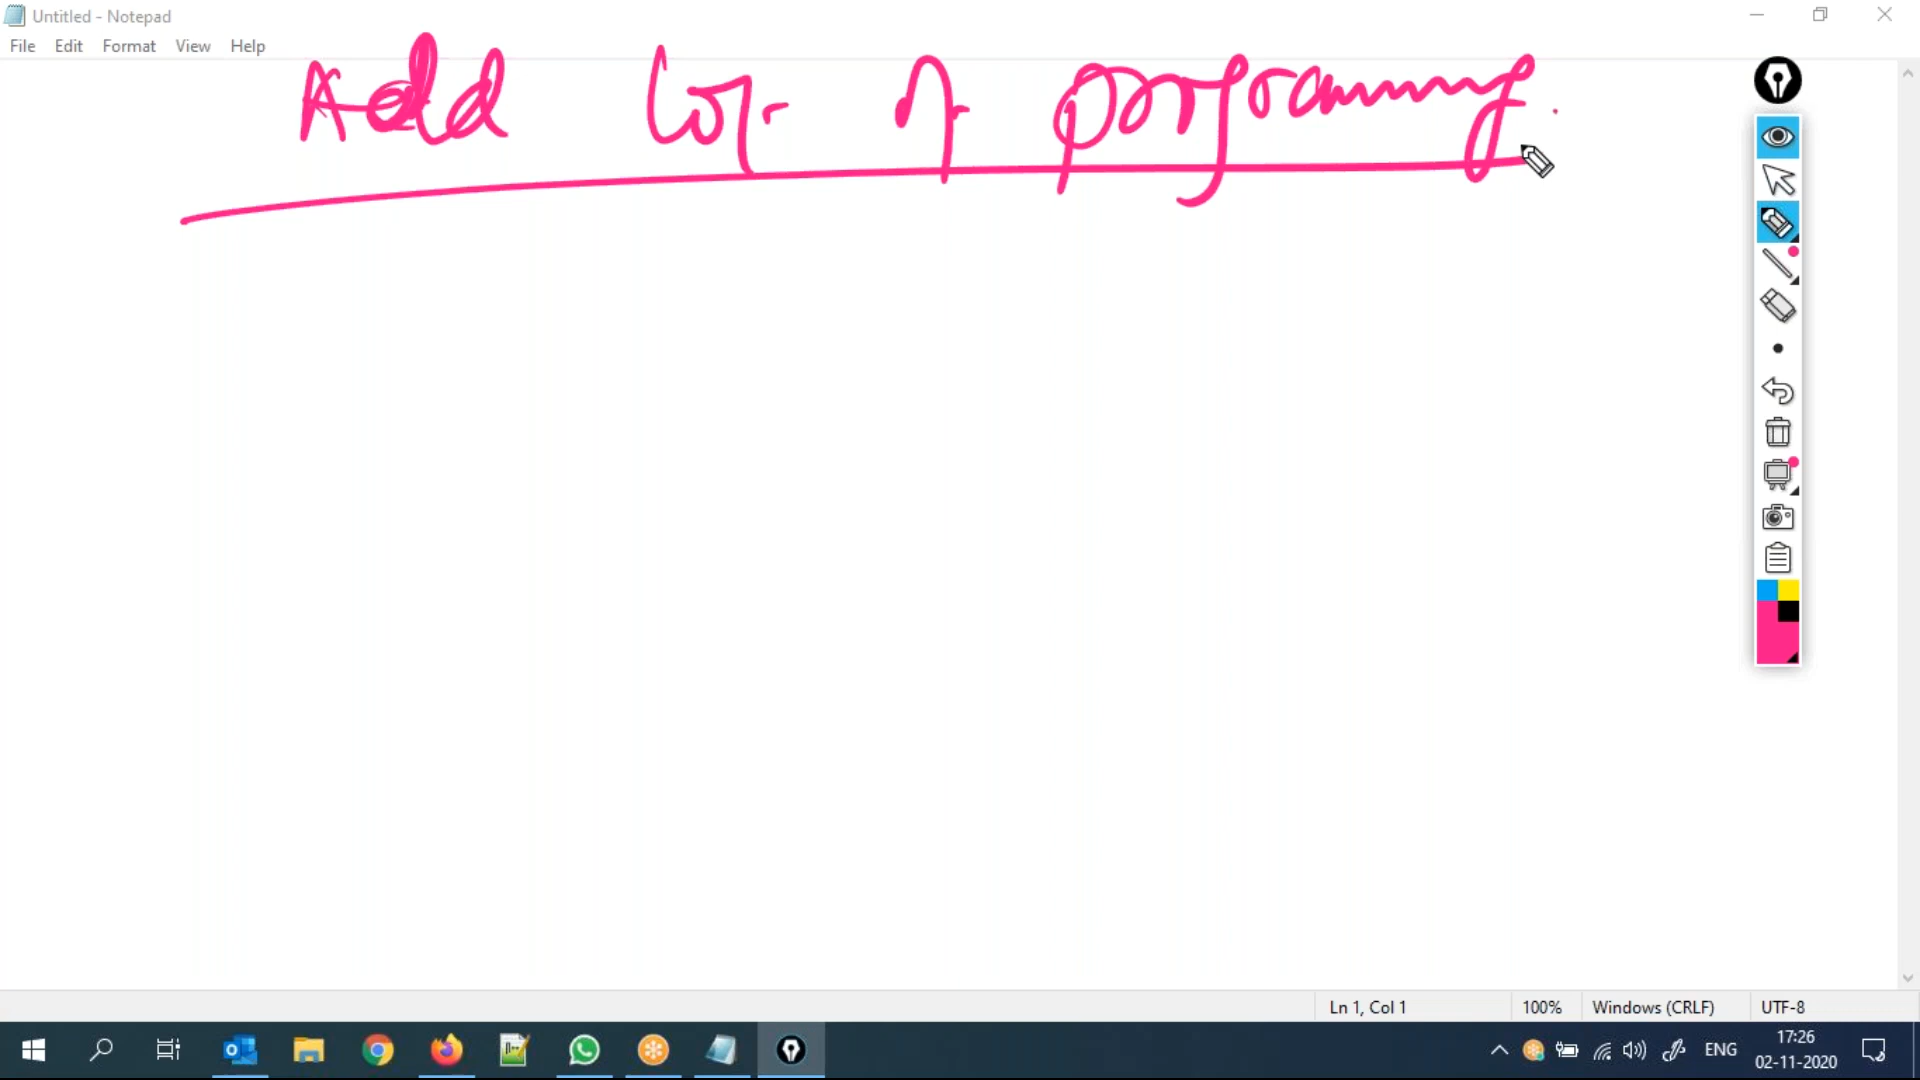 Untitled - Notepad
File Edit Format View Help
Add of programming.
Ln 1, Col 1 100% Windows (CRLF) UTF-8
ENG 17:26
02-11-2020